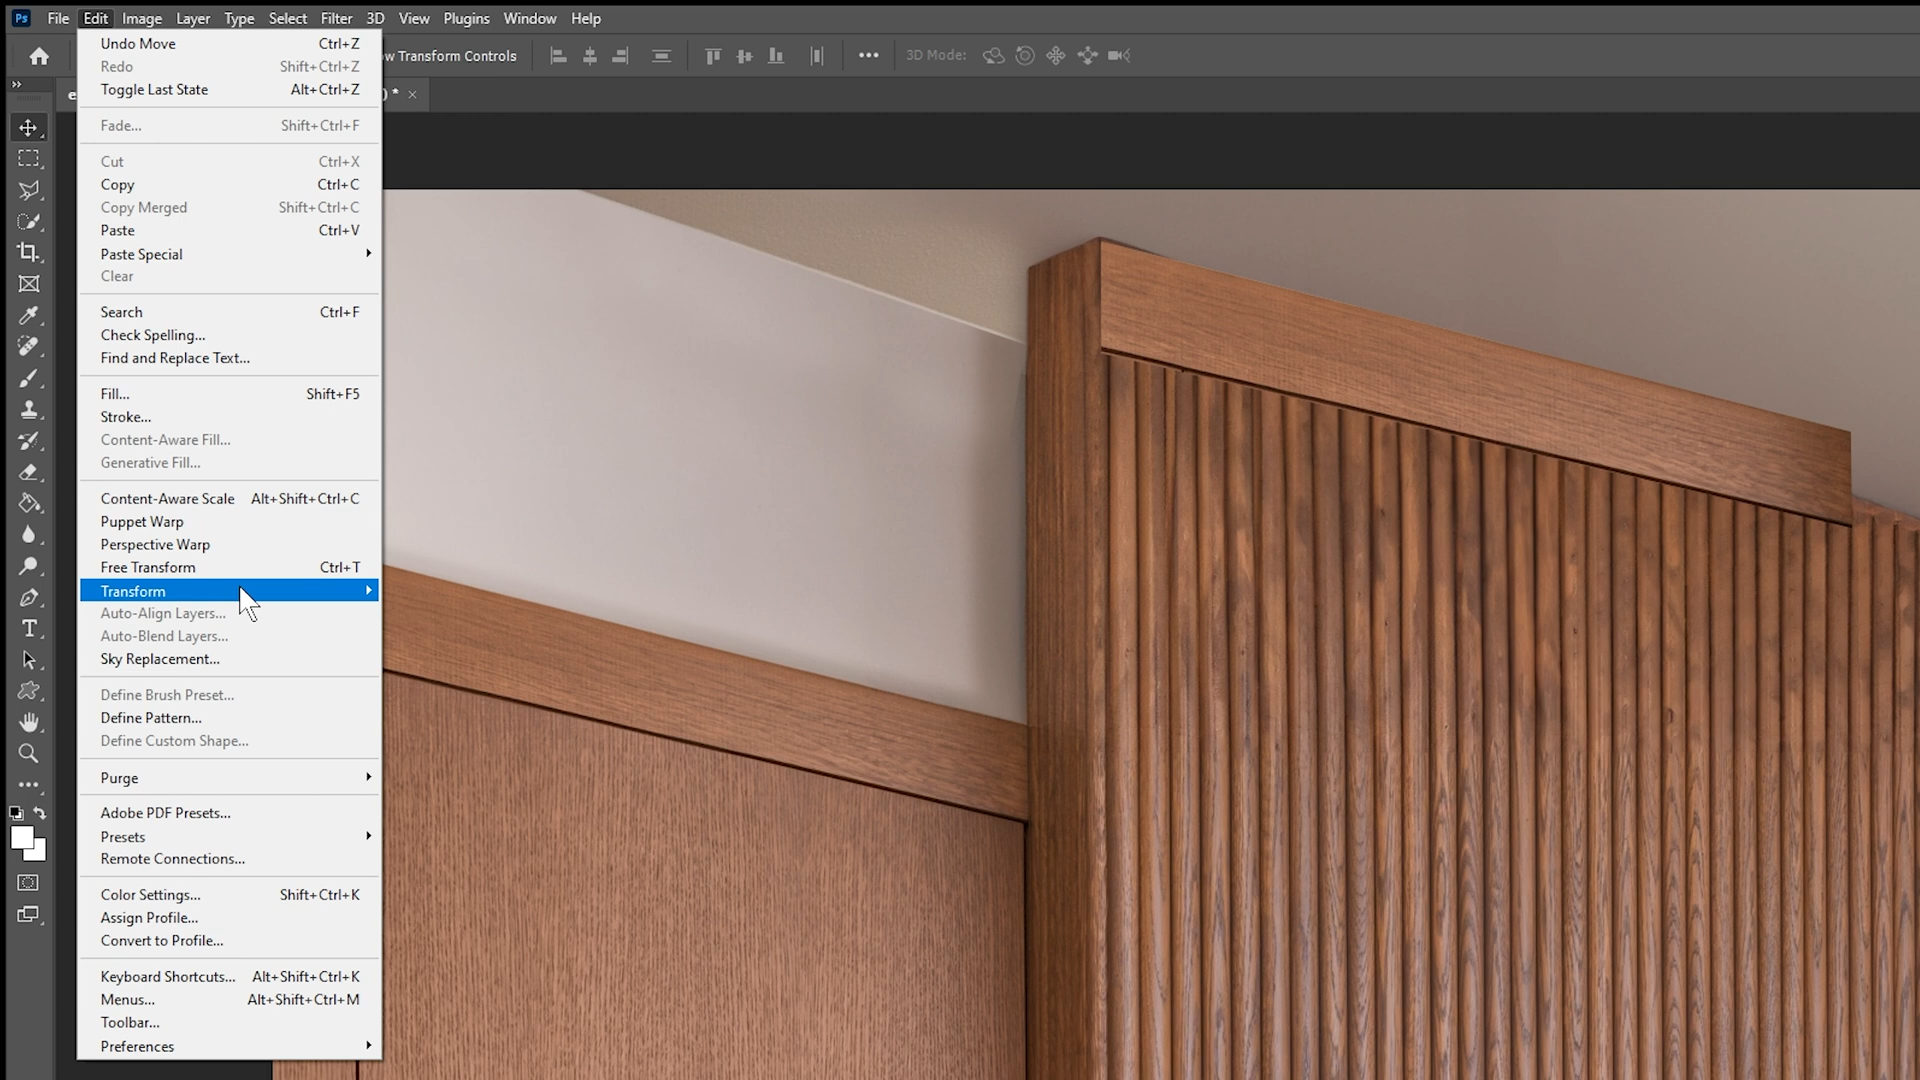 Ps File Edit Image Layer Type Select Filter 3D View Plugins Window Help
Transform Controls 3D Mode:
Undo Move Ctrl+Z
Redo Shift+Ctrl+Z
Toggle Last State Alt+Ctrl+Z
Fade... Shift+Ctrl+F
Cut Ctrl+X
Copy Ctrl+C
Copy Merged Shift+Ctrl+C
Paste Ctrl+V
Paste Special
Clear
Search Ctrl+F
Check Spelling...
Find and Replace Text...
Fill... Shift+F5
Stroke...
Content-Aware Fill...
Generative Fill...
Content-Aware Scale Alt+Shift+Ctrl+C
Puppet Warp
Perspective Warp
Free Transform Ctrl+T
Transform
Auto-Align Layers...
Auto-Blend Layers...
Sky Replacement...
Define Brush Preset...
Define Pattern...
Define Custom Shape...
Purge
Adobe PDF Presets...
Presets
Remote Connections...
Color Settings... Shift+Ctrl+K
Assign Profile...
Convert to Profile...
Keyboard Shortcuts... Alt+Shift+Ctrl+K
Menus... Alt+Shift+Ctrl+M
Toolbar...
Preferences